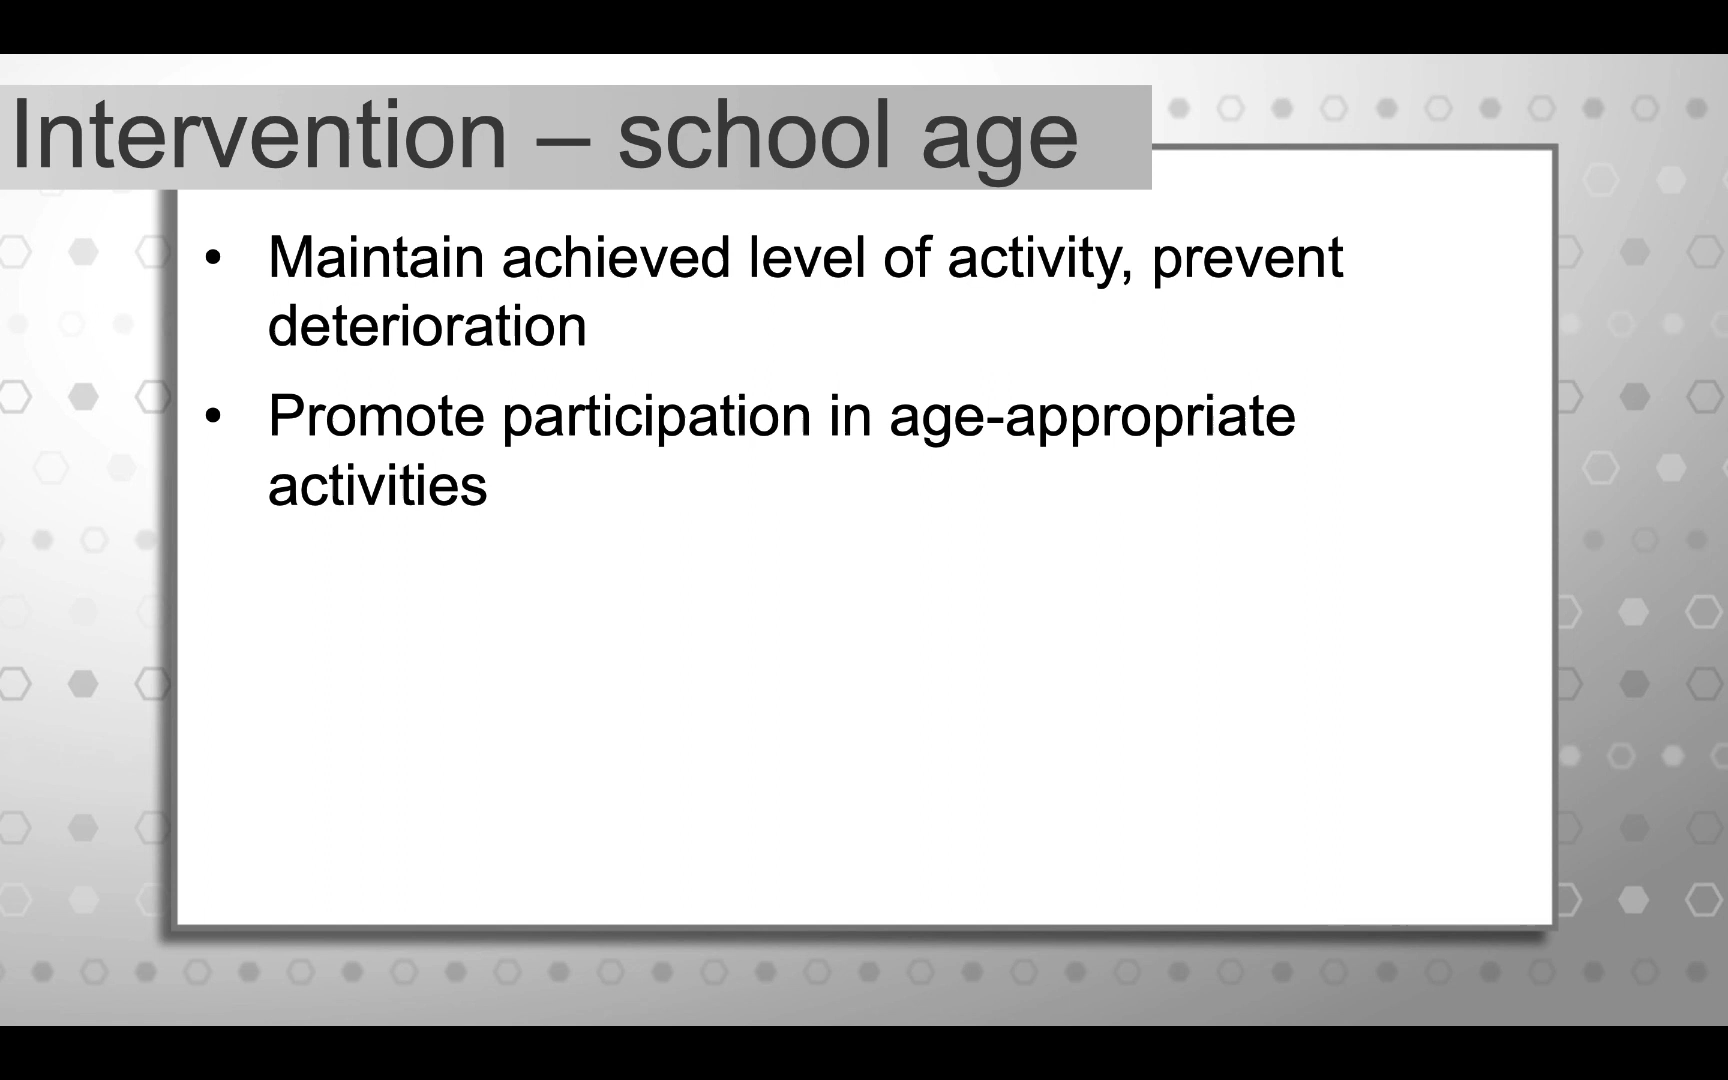 Intervention – school age
• Maintain achieved level of activity, prevent
deterioration
• Promote participation in age-appropriate
activities